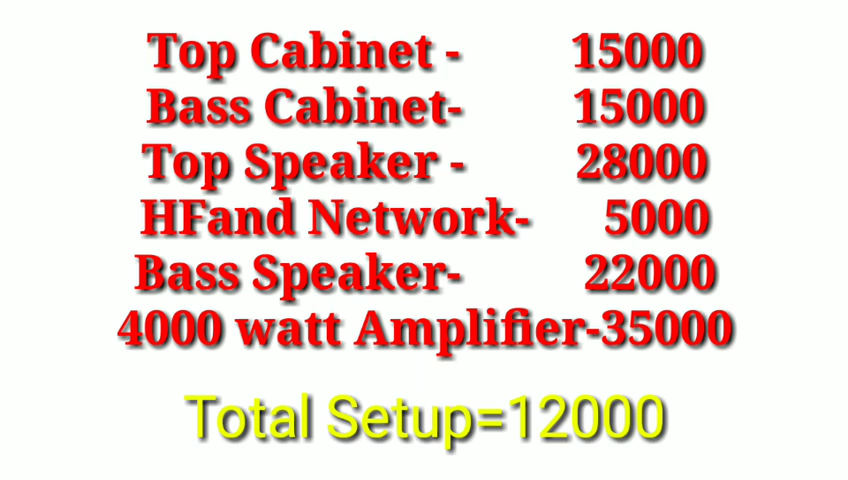 Top Cabinet - 15000
Bass Cabinet- 15000
Top Speaker - 28000
HFand Network- 5000
Bass Speaker- 22000
4000 watt Amplifier-35000
Total Setup=12000